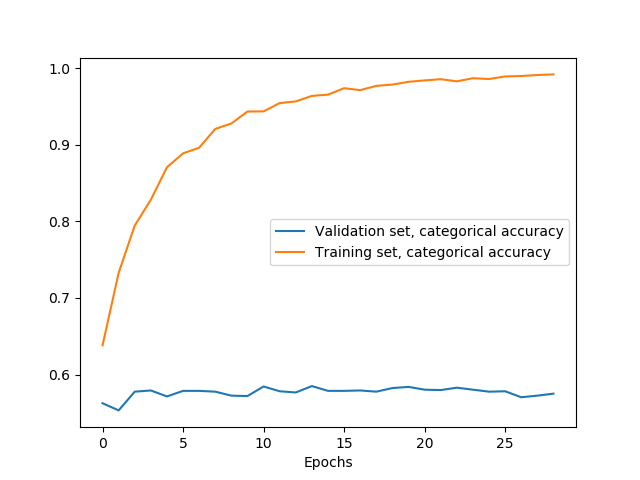 1.0
0.9
0.8
0.7
0.6
Validation set, categorical accuracy
Training set, categorical accuracy
0 5 10 15 20 25
Epochs